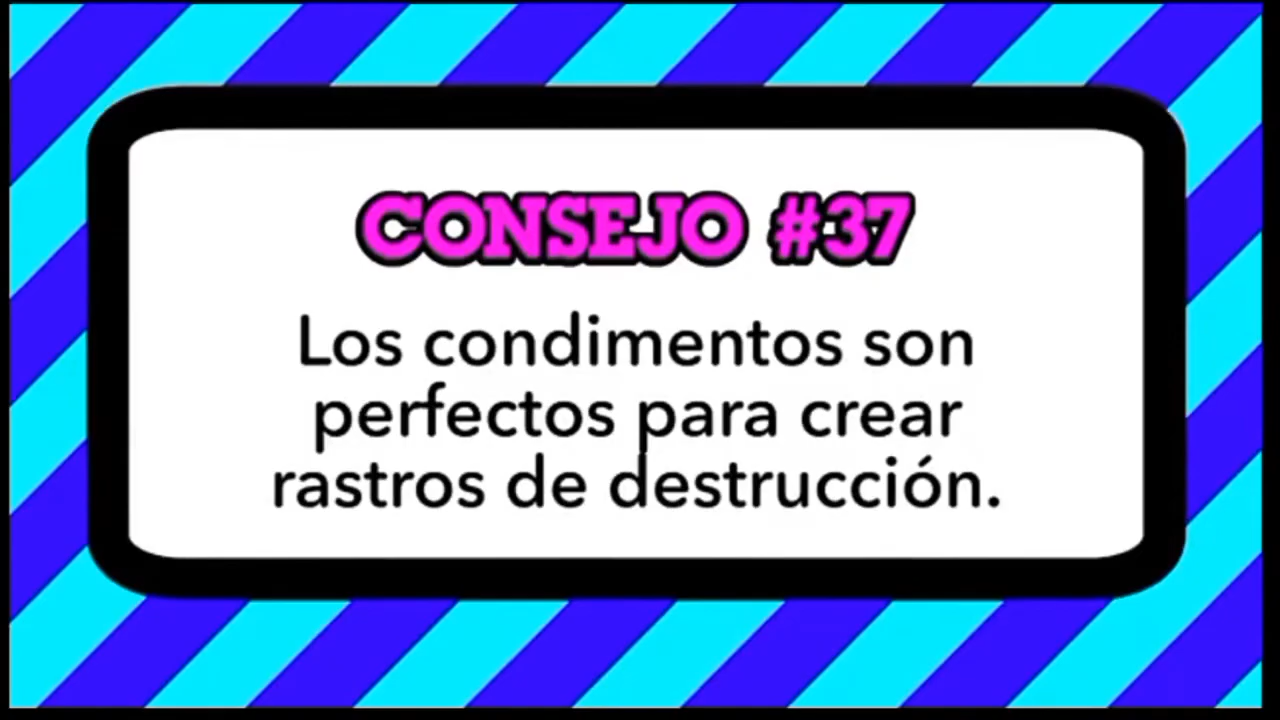 CONSEJO #37
Los condimentos son
perfectos para crear
rastros de destrucción.